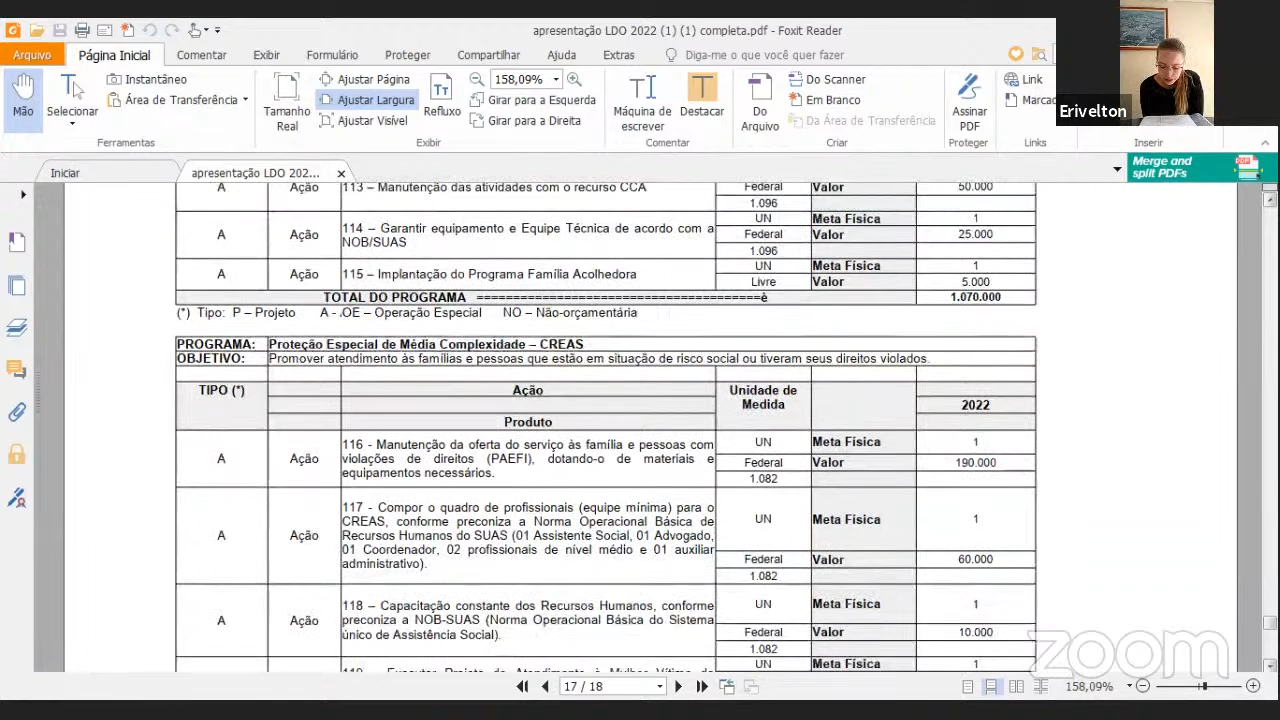 apresentação LDO 2022 (1) (1) completa.pdf - Foxit Reader
Arquivo Página Inicial Comentar Exibir Formulário Proteger Compartilhar Ajuda Extras Diga-me o que você quer fazer
Mão
Selecionar
Instantâneo
Área de Transferência
Ferramentas
Tamanho
Real
Ajustar Página
Ajustar Largura
Ajustar Visível
Refluxo
158,09%
Girar para a Esquerda
Girar para a Direita
Exibir
Máquina de
escrever
Destacar
Comentar
Do
Arquivo
Do Scanner
Em Branco
Da Área de Transferência
Criar
Assinar
PDF
Proteger
Link
Marcad
Links
Inserir
Erivelton
Iniciar
apresentação LDO 202...
Merge and
split PDFs
A Ação 113 – Manutenção das atividades com o recurso CCA Federal Valor 50.000
1.096
UN Meta Física 1
A Ação 114 – Garantir equipamento e Equipe Técnica de acordo com a
NOB/SUAS
Federal Valor 25.000
1.096
UN Meta Física 1
A Ação 115 – Implantação do Programa Família Acolhedora
Livre Valor 5.000
TOTAL DO PROGRAMA =======================================è 1.070.000
(*) Tipo: P – Projeto A - .OE – Operação Especial NO – Não-orçamentária
PROGRAMA: Proteção Especial de Média Complexidade – CREAS
OBJETIVO: Promover atendimento às famílias e pessoas que estão em situação de risco social ou tiveram seus direitos violados.
TIPO (*) Ação Unidade de
Medida
2022
Produto
A Ação 116 - Manutenção da oferta do serviço às família e pessoas com
violações de direitos (PAEFI), dotando-o de materiais e
equipamentos necessários.
UN Meta Física 1
Federal Valor 190.000
1.082
A Ação 117 - Compor o quadro de profissionais (equipe mínima) para o
CREAS, conforme preconiza a Norma Operacional Básica de
Recursos Humanos do SUAS (01 Assistente Social, 01 Advogado,
01 Coordenador, 02 profissionais de nível médio e 01 auxiliar
administrativo).
UN Meta Física 1
Federal Valor 60.000
1.082
A Ação 118 – Capacitação constante dos Recursos Humanos, conforme
preconiza a NOB-SUAS (Norma Operacional Básica do Sistema
único de Assistência Social).
UN Meta Física 1
Federal Valor 10.000
1.082
119 – Executar Projeto de Atendimento à Mulher Vítima de
UN Meta Física 1
zoom
17 / 18
158,09%